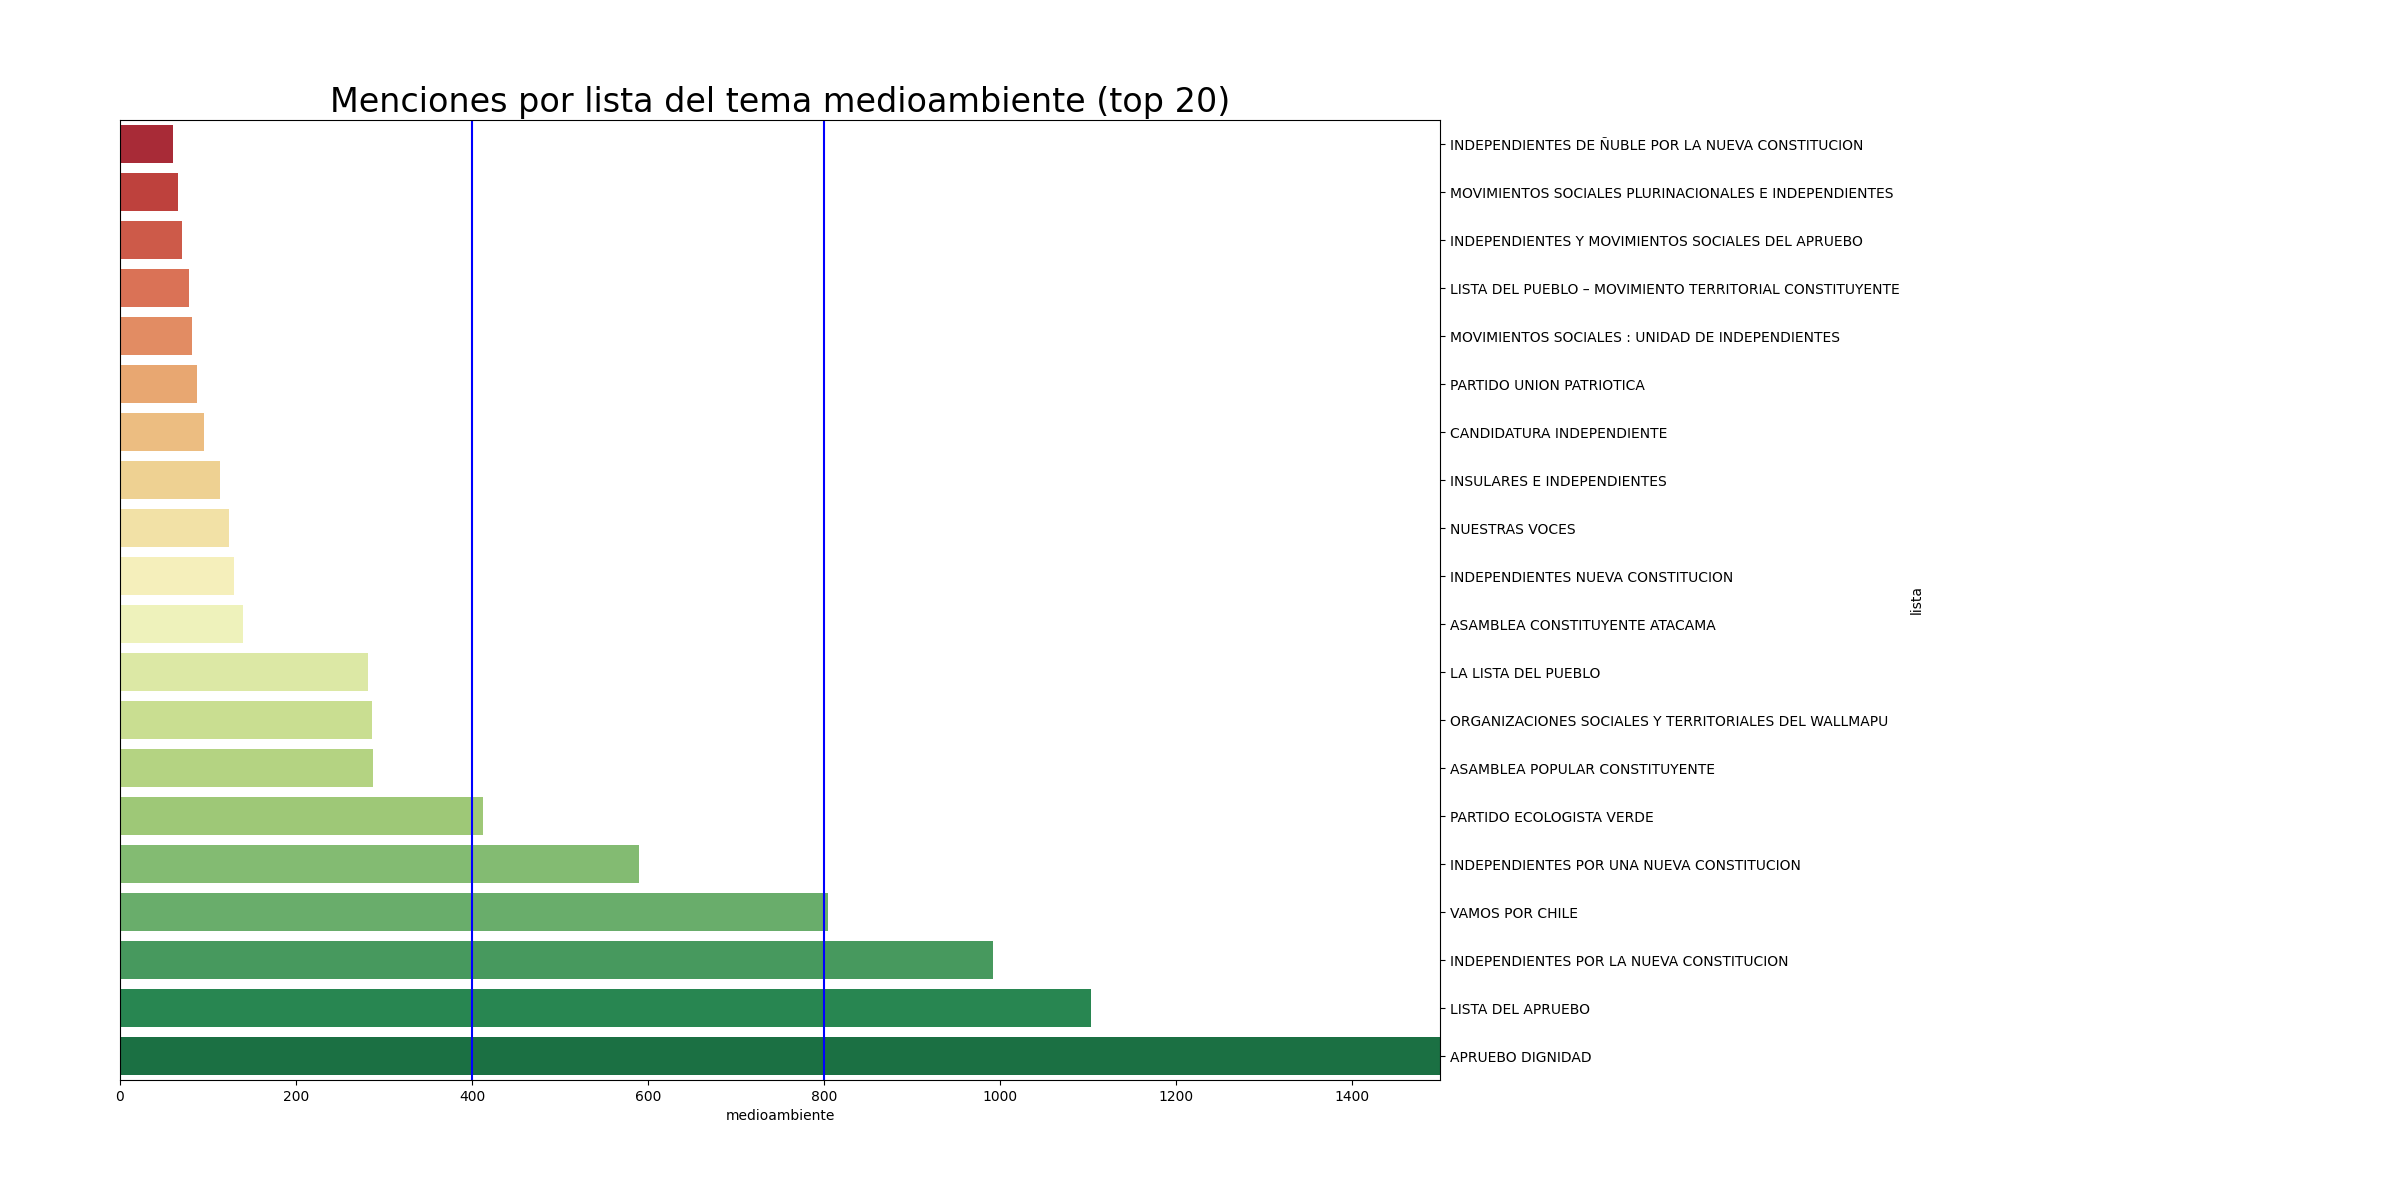 Menciones por lista del tema medioambiente (top 20)
INDEPENDIENTES DE ÑUBLE POR LA NUEVA CONSTITUCION
MOVIMIENTOS SOCIALES PLURINACIONALES E INDEPENDIENTES
INDEPENDIENTES Y MOVIMIENTOS SOCIALES DEL APRUEBO
LISTA DEL PUEBLO – MOVIMIENTO TERRITORIAL CONSTITUYENTE
MOVIMIENTOS SOCIALES : UNIDAD DE INDEPENDIENTES
PARTIDO UNION PATRIOTICA
CANDIDATURA INDEPENDIENTE
INSULARES E INDEPENDIENTES
NUESTRAS VOCES
INDEPENDIENTES NUEVA CONSTITUCION
ASAMBLEA CONSTITUYENTE ATACAMA
LA LISTA DEL PUEBLO
ORGANIZACIONES SOCIALES Y TERRITORIALES DEL WALLMAPU
ASAMBLEA POPULAR CONSTITUYENTE
PARTIDO ECOLOGISTA VERDE
INDEPENDIENTES POR UNA NUEVA CONSTITUCION
VAMOS POR CHILE
INDEPENDIENTES POR LA NUEVA CONSTITUCION
LISTA DEL APRUEBO
APRUEBO DIGNIDAD
lista
0 200 400 600 800 1000 1200 1400
medioambiente